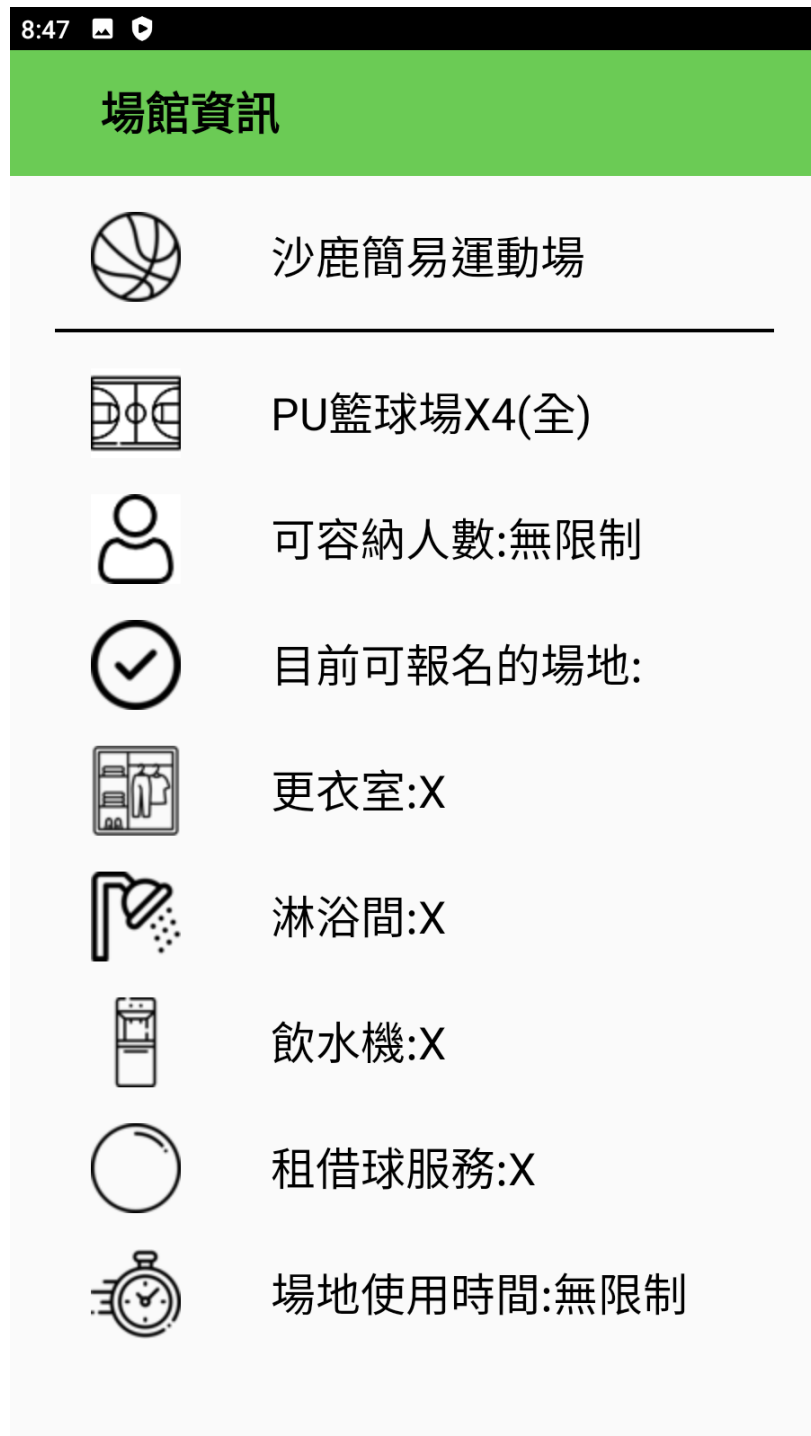 8:47
場館資訊
沙鹿簡易運動場
PU籃球場X4(全)
可容納人數:無限制
目前可報名的場地:
更衣室:X
淋浴間:X
飲水機:X
租借球服務:X
場地使用時間:無限制